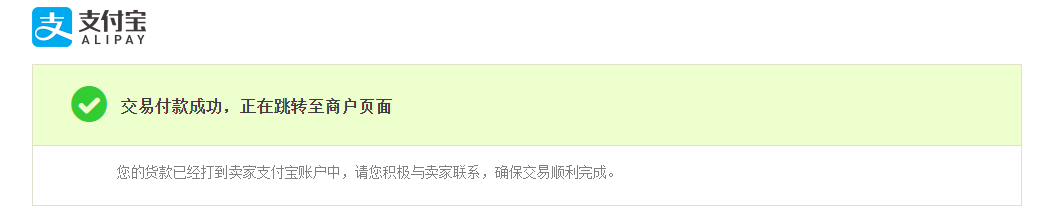 支付宝
ALIPAY
交易付款成功，正在跳转至商户页面
您的货款已经打到卖家支付宝账户中，请您积极与卖家联系，确保交易顺利完成。